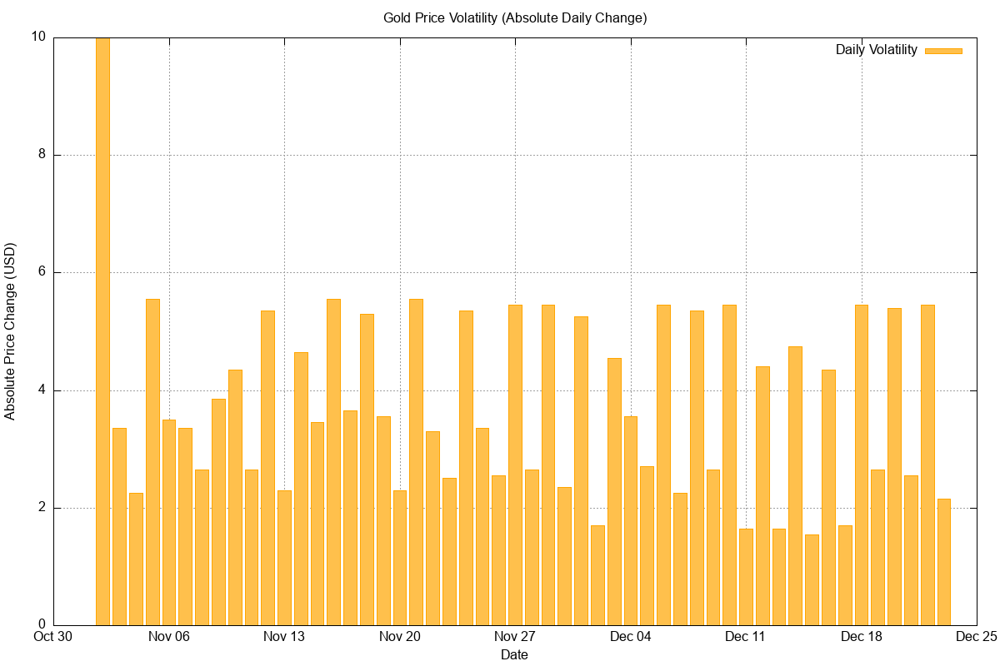 Gold Price Volatility (Absolute Daily Change)
Daily Volatility
Absolute Price Change (USD)
10
8
6
4
2
0
Oct 30 Nov 06 Nov 13 Nov 20 Nov 27 Dec 04 Dec 11 Dec 18 Dec 25
Date